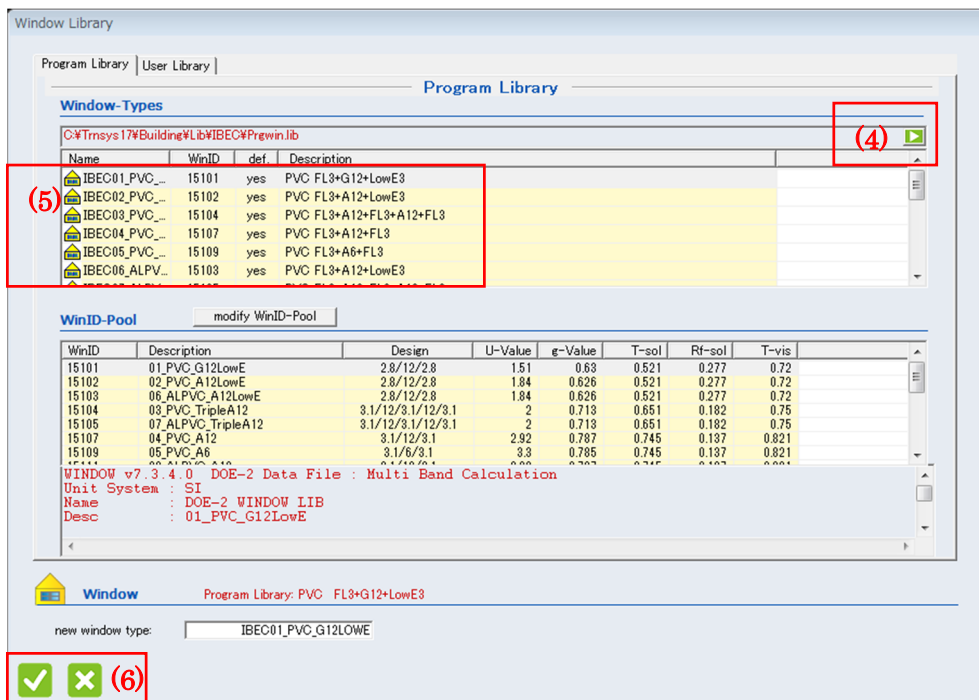 Window Library
Program Library User Library
Program Library
Window-Types
C:¥Trnsys17¥Building¥Lib¥IBEC¥Prgwin.lib
(4)
Name WinID def. Description
(5)
IBEC01_PVC_... 15101 yes PVC FL3+G12+LowE3
IBEC02_PVC_... 15102 yes PVC FL3+A12+LowE3
IBEC03_PVC_... 15104 yes PVC FL3+A12+FL3+A12+FL3
IBEC04_PVC_... 15107 yes PVC FL3+A12+FL3
IBEC05_PVC_... 15109 yes PVC FL3+A6+FL3
IBEC06_ALPV... 15103 yes PVC FL3+A12+LowE3
WinID-Pool modify WinID-Pool
WinID Description Design U-Value g-Value T-sol Rf-sol T-vis
15101 01_PVC_G12LowE 2.8/12/2.8 1.51 0.63 0.521 0.277 0.72
15102 02_PVC_A12LowE 2.8/12/2.8 1.84 0.626 0.521 0.277 0.72
15103 06_ALPVC_A12LowE 2.8/12/2.8 1.84 0.626 0.521 0.277 0.72
15104 03_PVC_TripleA12 3.1/12/3.1/12/3.1 2 0.713 0.651 0.182 0.75
15105 07_ALPVC_TripleA12 3.1/12/3.1/12/3.1 2 0.713 0.651 0.182 0.75
15107 04_PVC_A12 3.1/12/3.1 2.92 0.787 0.745 0.137 0.821
15109 05_PVC_A6 3.1/6/3.1 3.3 0.785 0.745 0.137 0.821
WINDOW v7.3.4.0 DOE-2 Data File : Multi Band Calculation
Unit System : SI
Name : DOE-2 WINDOW LIB
Desc : 01_PVC_G12LowE
Window Program Library: PVC FL3+G12+LowE3
new window type: IBEC01_PVC_G12LOWE
(6)